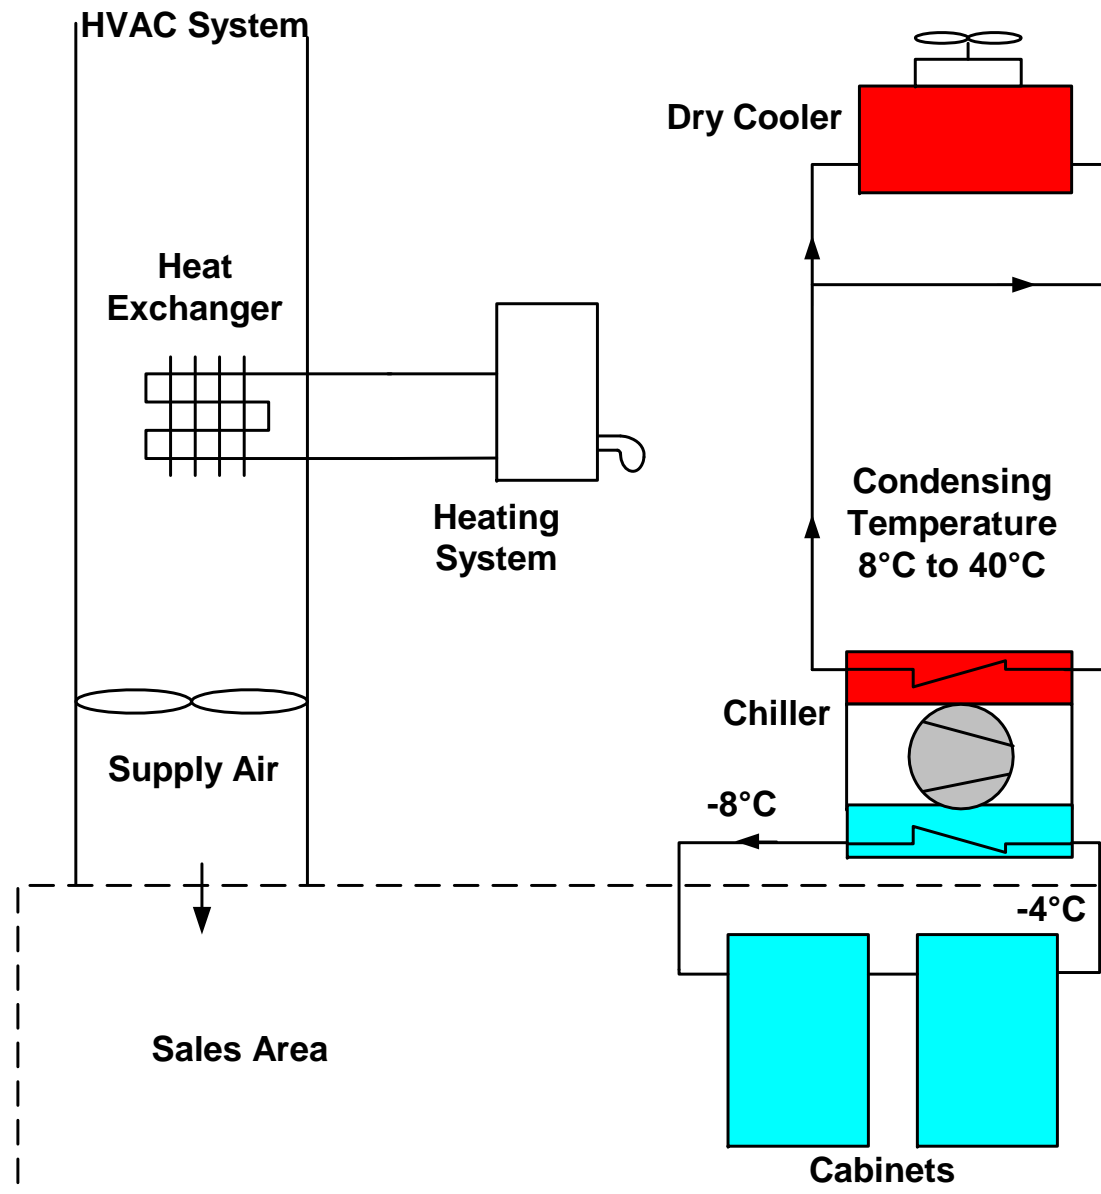 HVAC System
Dry Cooler
Heat
Exchanger
Heating
System
Condensing
Temperature
8°C to 40°C
Chiller
Supply Air
-8°C
-4°C
Sales Area
Cabinets